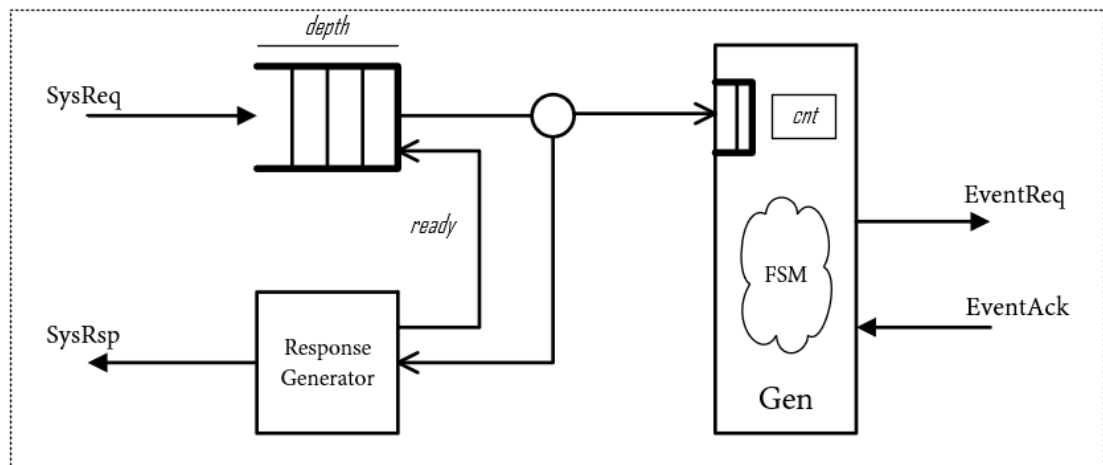 depth
SysReq
cnt
EventReq
ready
FSM
EventAck
SysRsp
Response
Generator
Gen